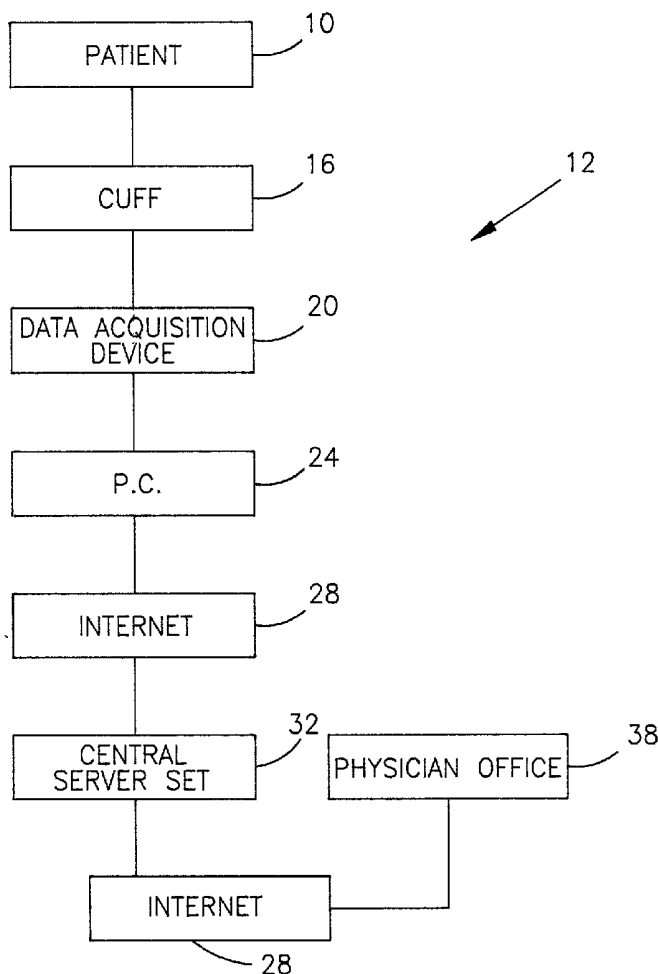 10
PATIENT
16
12
CUFF
20
DATA ACQUISITION
DEVICE
24
P.C.
28
INTERNET
32
38
CENTRAL
SERVER SET
PHYSICIAN OFFICE
INTERNET
28